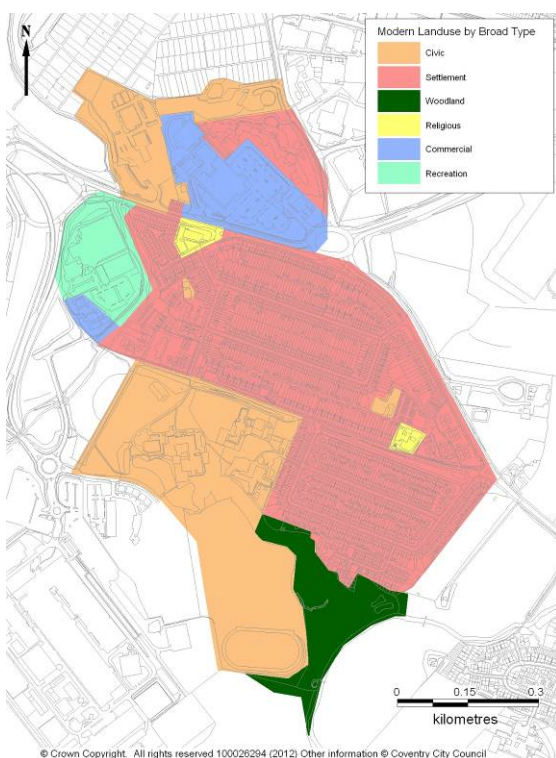 N
Modern Landuse by Broad Type
Civic
Settlement
Woodland
Religious
Commercial
Recreation
0 0.15 0.3
kilometres
© Crown Copyright. All rights reserved 100026294 (2012) Other information © Coventry City Council